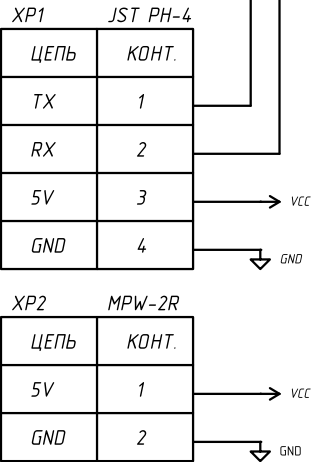 XP1 JST PH-4
ЦЕПЬ КОНТ.
TX 1
RX 2
5V 3 VCC
GND 4 GND
XP2 MPW-2R
ЦЕПЬ КОНТ.
5V 1 VCC
GND 2 GND